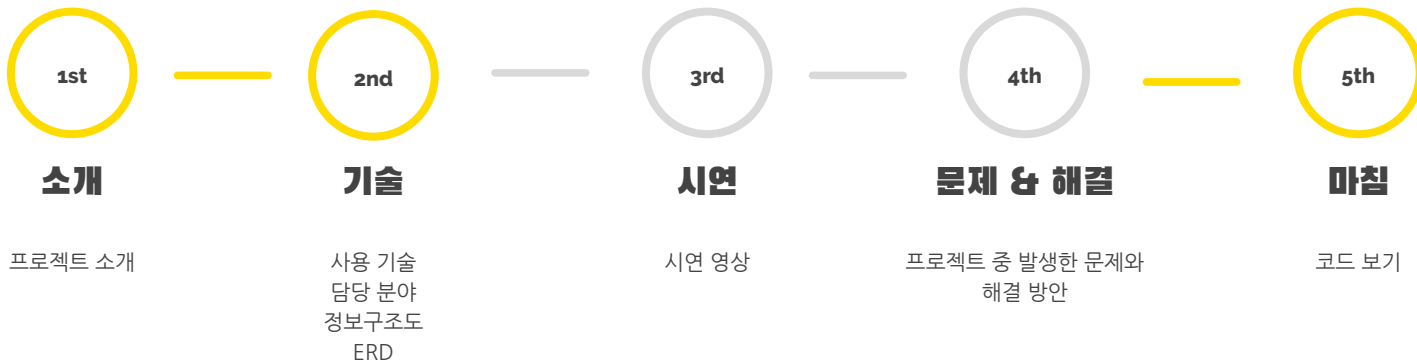 1st
2nd
3rd
4th
5th
소개
기술
시연
문제 & 해결
마침
프로젝트 소개
사용 기술
담당 분야
정보구조도
ERD
시연 영상
프로젝트 중 발생한 문제와
해결 방안
코드 보기